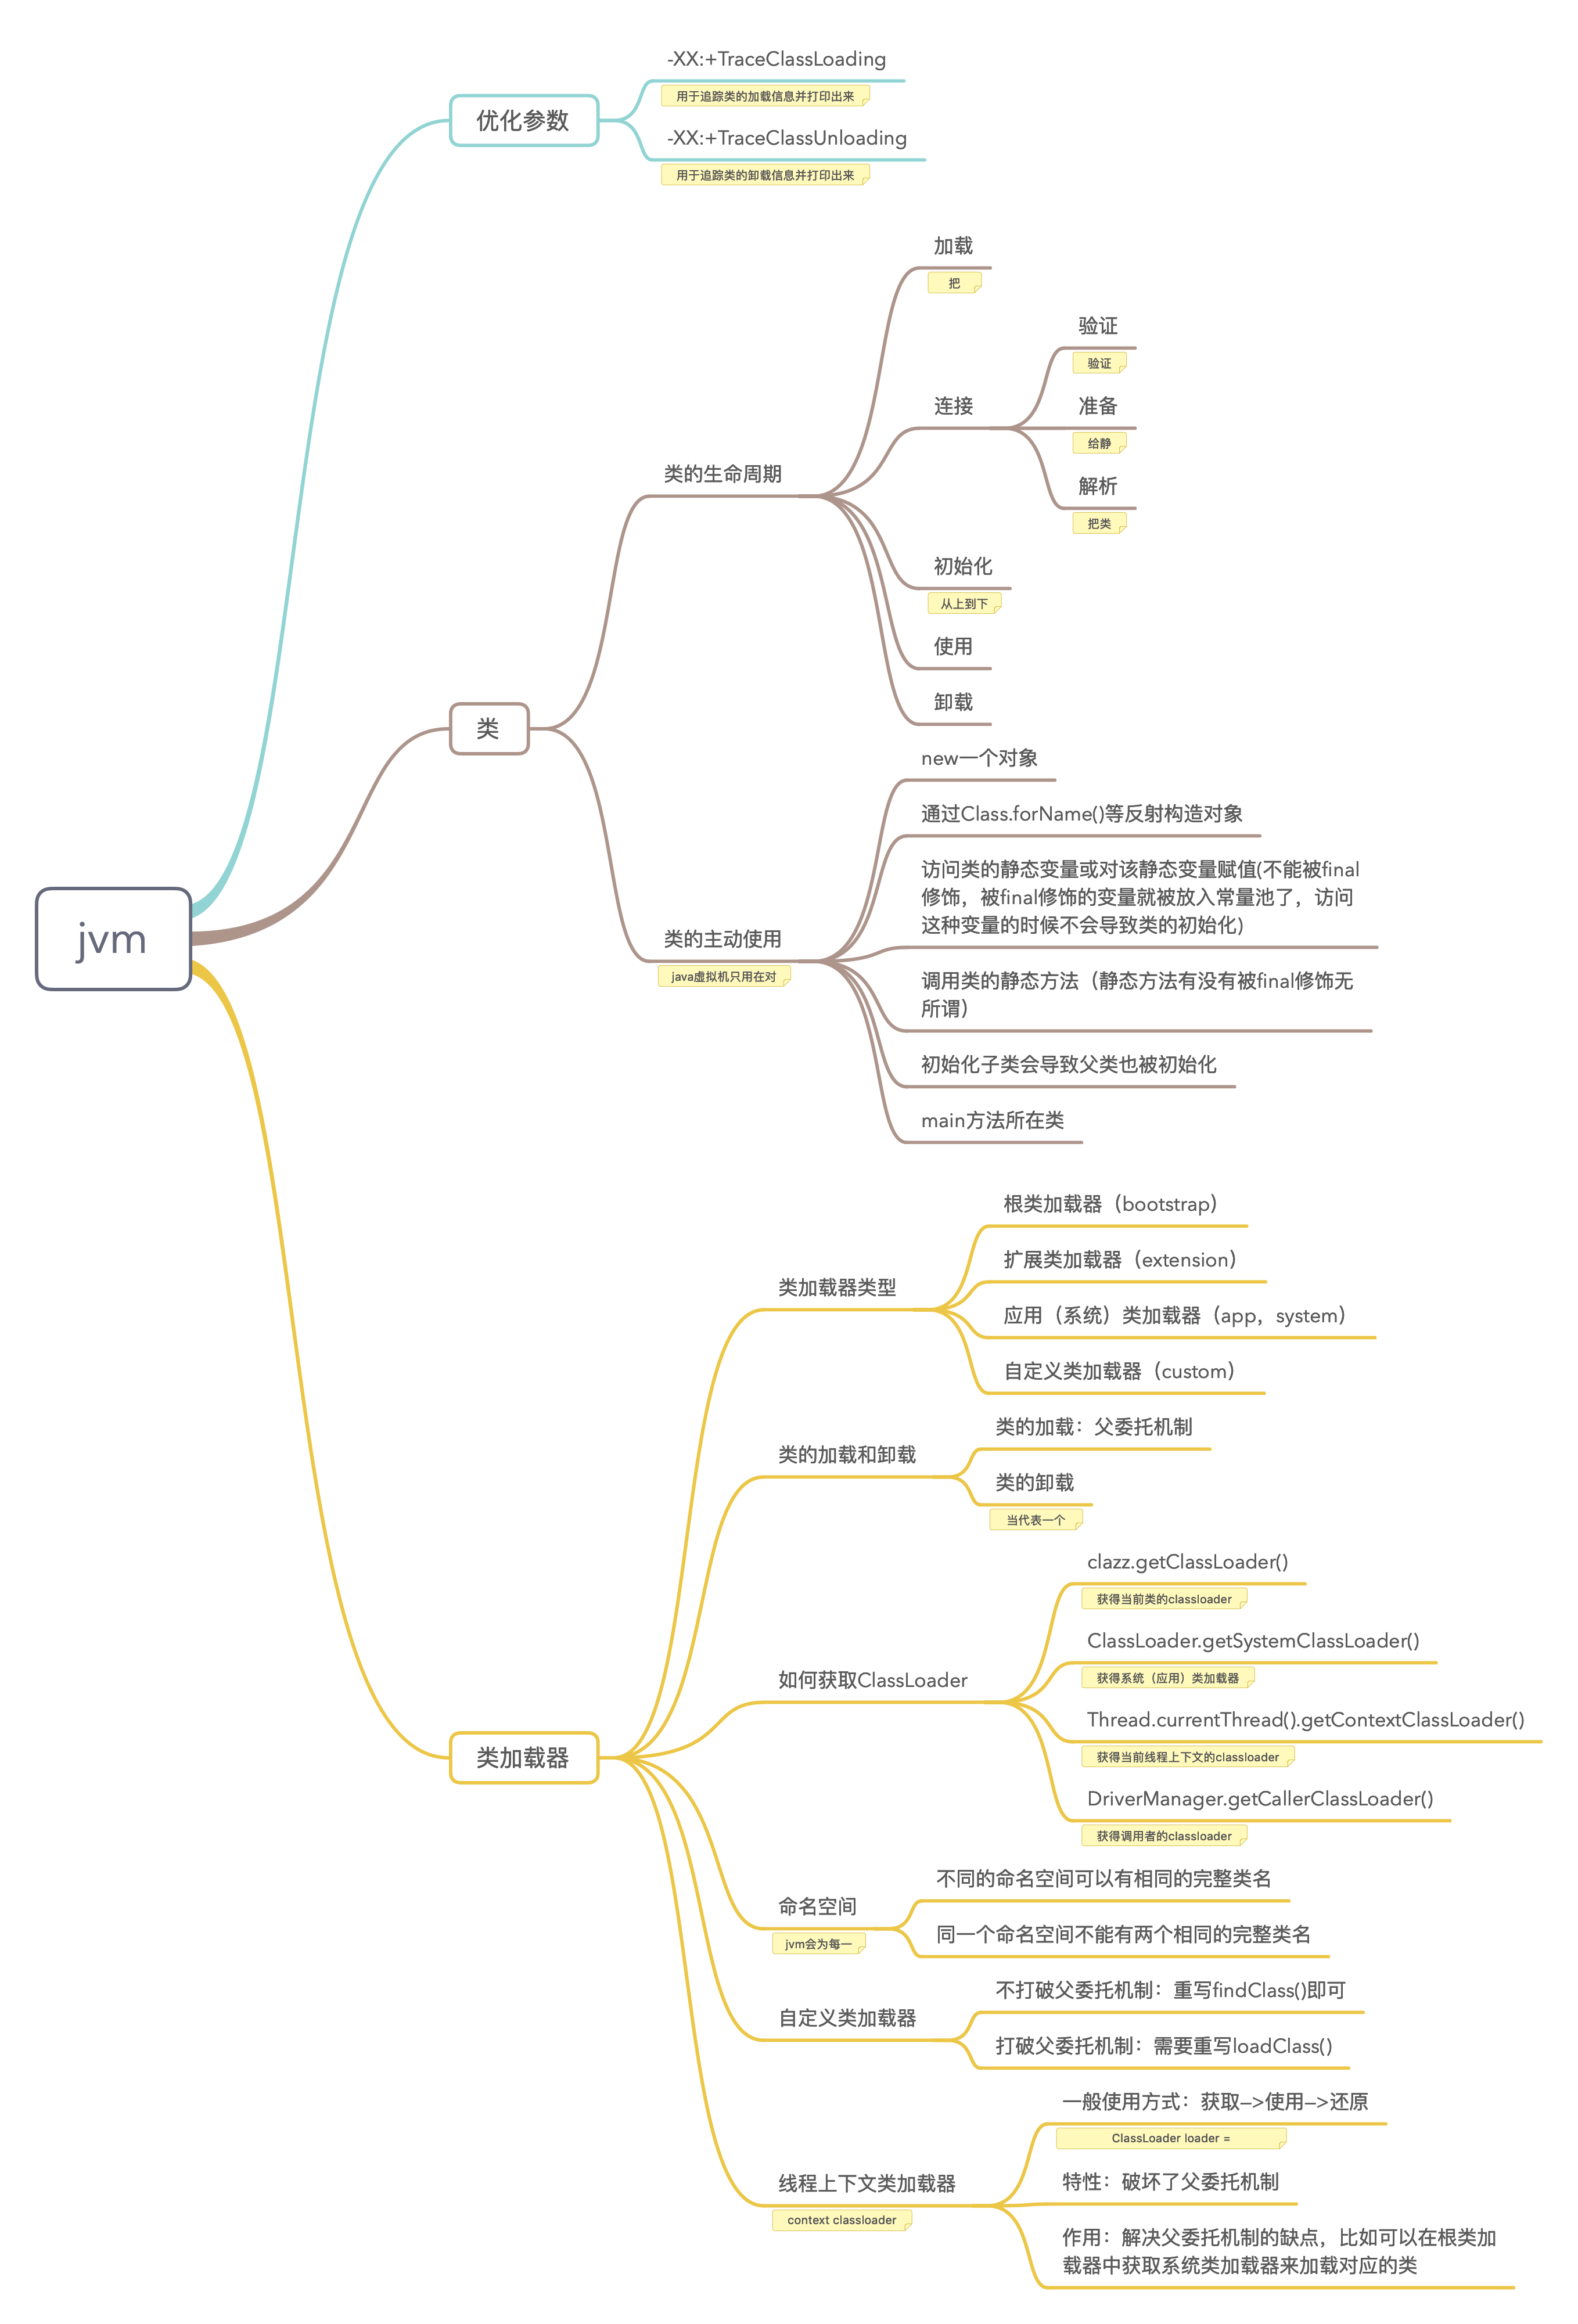 jvm
优化参数
-XX:+TraceClassLoading
用于追踪类的加载信息并打印出来
-XX:+TraceClassUnloading
用于追踪类的卸载信息并打印出来
类
类的生命周期
加载
把
连接
验证
验证
准备
给静
解析
把类
初始化
从上到下
使用
卸载
类的主动使用
java虚拟机只用在对
new一个对象
通过Class.forName()等反射构造对象
访问类的静态变量或对该静态变量赋值(不能被final
修饰，被final修饰的变量就被放入常量池了，访问
这种变量的时候不会导致类的初始化)
调用类的静态方法（静态方法有没有被final修饰无
所谓）
初始化子类会导致父类也被初始化
main方法所在类
类加载器
类加载器类型
根类加载器（bootstrap）
扩展类加载器（extension）
应用（系统）类加载器（app，system）
自定义类加载器（custom）
类的加载和卸载
类的加载：父委托机制
类的卸载
当代表一个
如何获取ClassLoader
clazz.getClassLoader()
获得当前类的classloader
ClassLoader.getSystemClassLoader()
获得系统（应用）类加载器
Thread.currentThread().getContextClassLoader()
获得当前线程上下文的classloader
DriverManager.getCallerClassLoader()
获得调用者的classloader
命名空间
jvm会为每一
不同的命名空间可以有相同的完整类名
同一个命名空间不能有两个相同的完整类名
自定义类加载器
不打破父委托机制：重写findClass()即可
打破父委托机制：需要重写loadClass()
线程上下文类加载器
context classloader
一般使用方式：获取–>使用–>还原
ClassLoader loader =
特性：破坏了父委托机制
作用：解决父委托机制的缺点，比如可以在根类加
载器中获取系统类加载器来加载对应的类